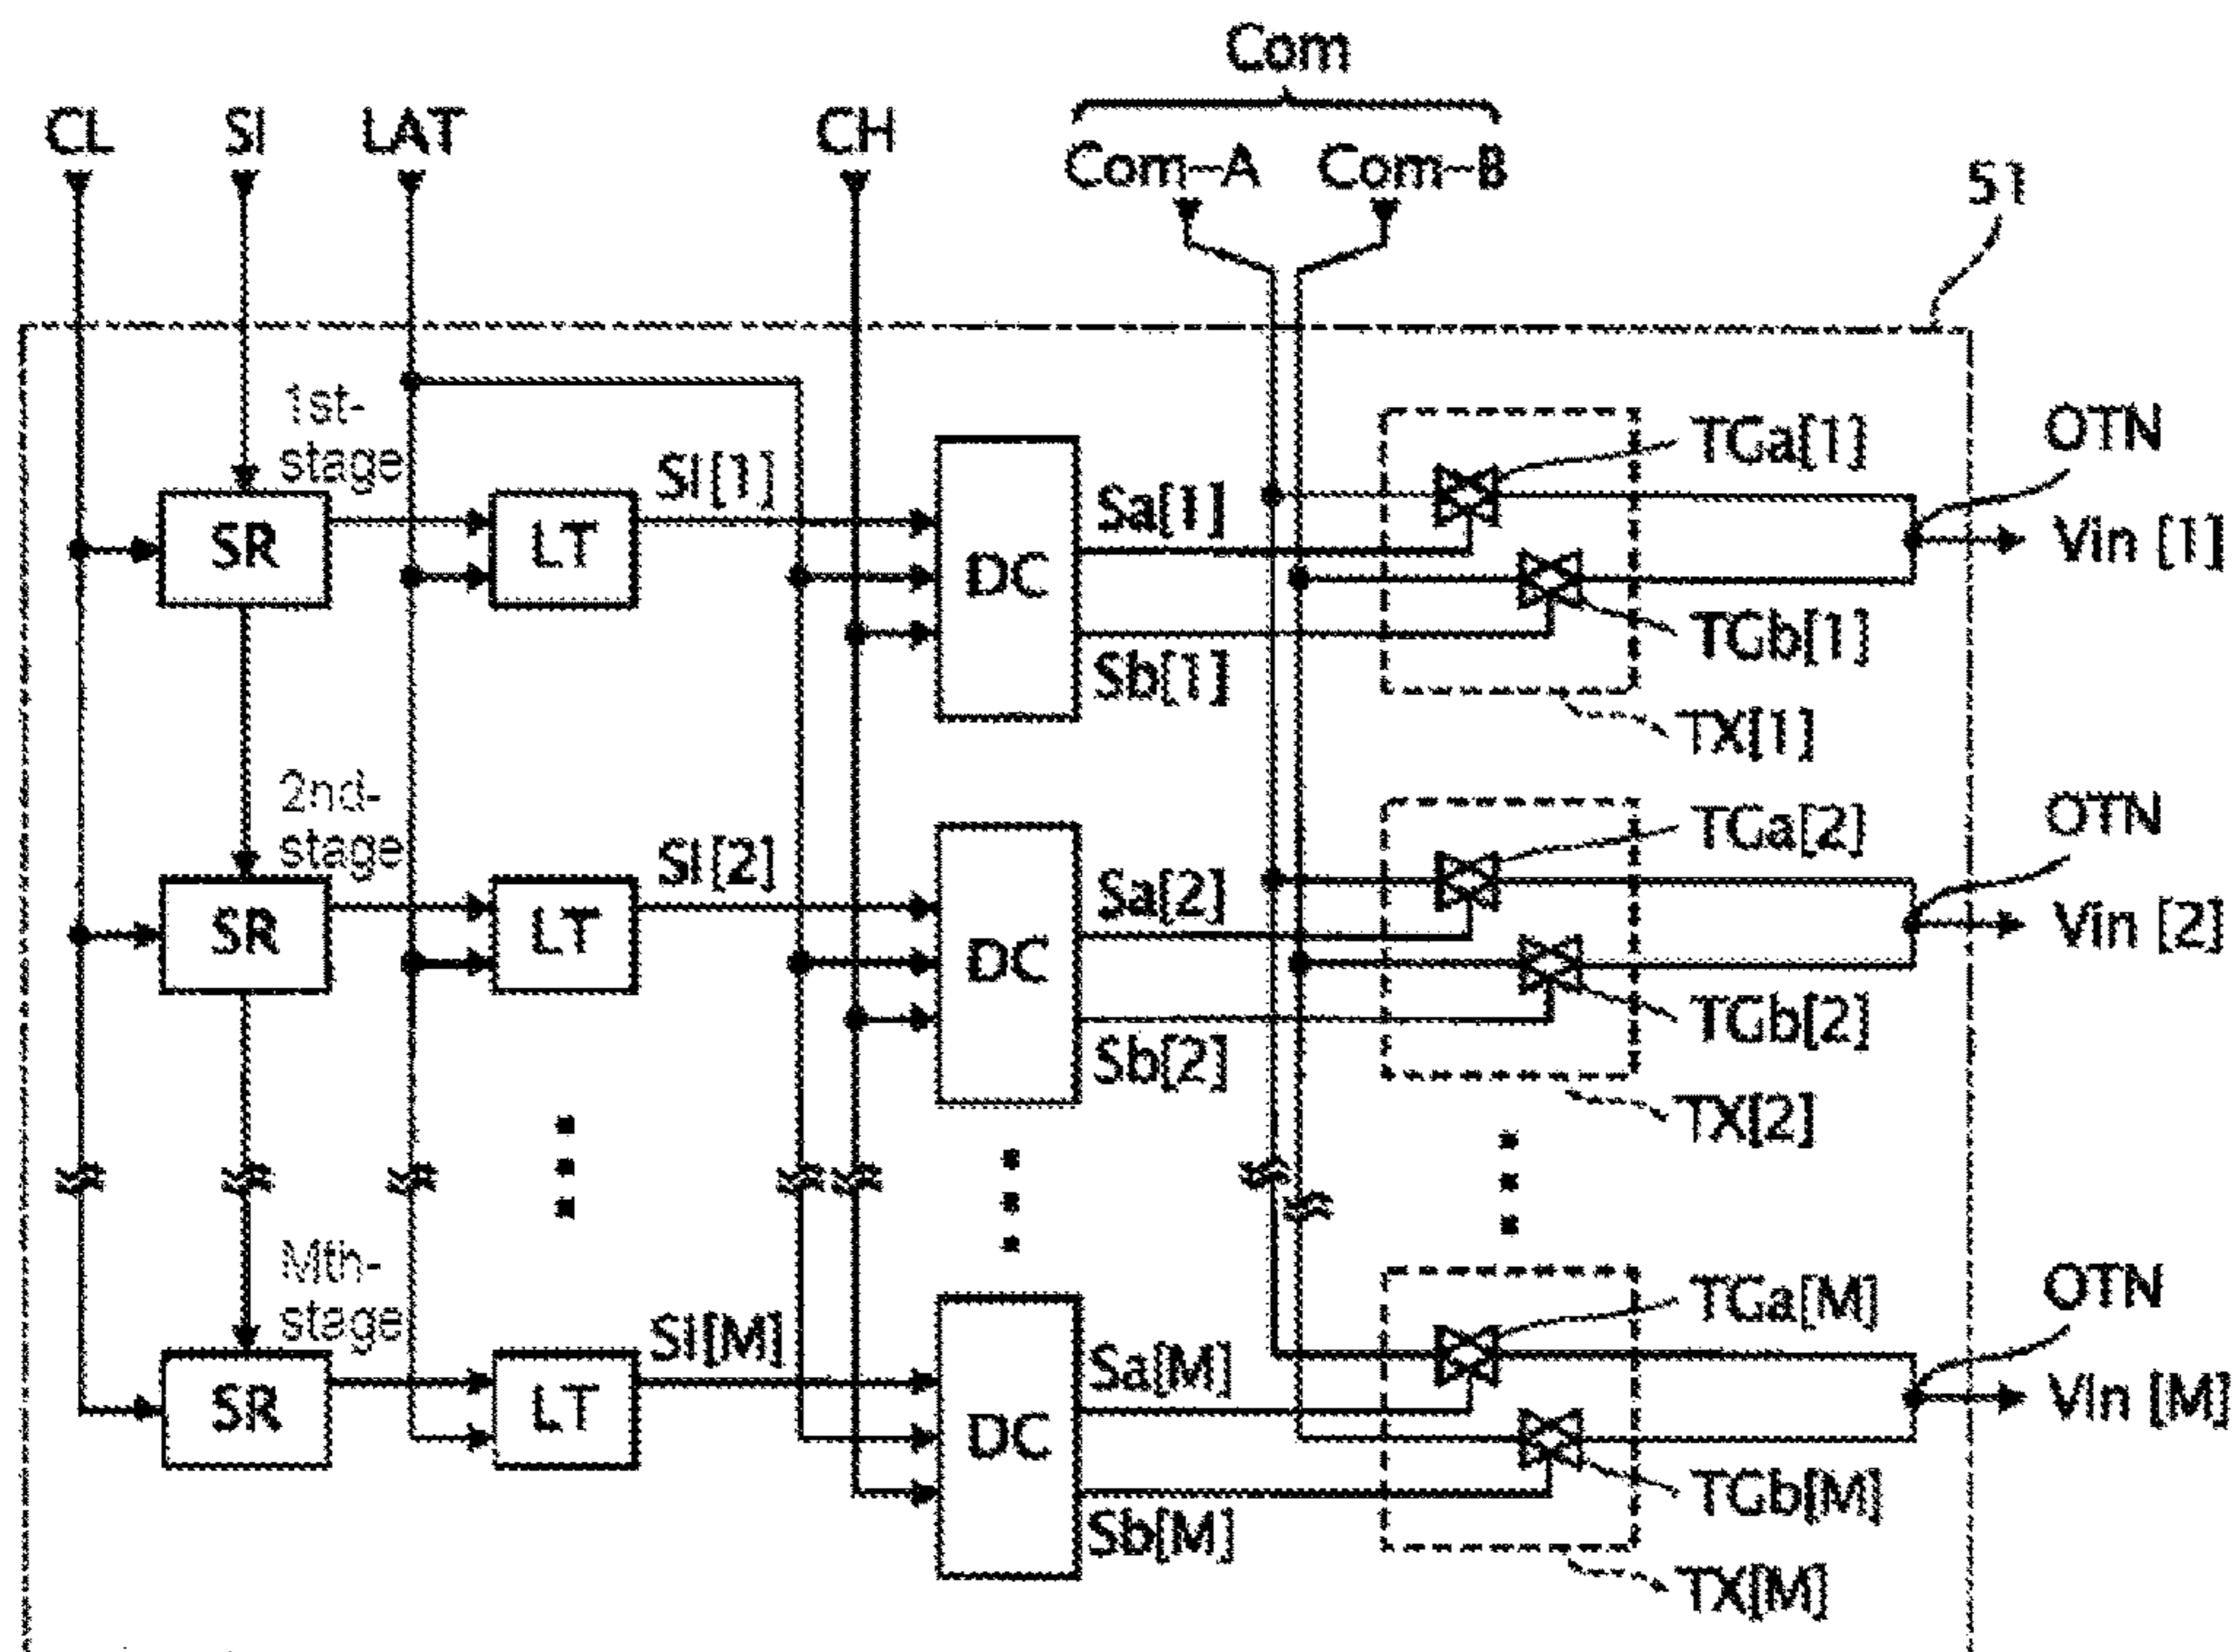 Com
CL SI LAT CH Com-A Com-B
51
1st-
stage
SR LT SI[1] DC Sa[1] Sb[1] TGa[1] TGb[1] TX[1] OTN Vin [1]
2nd-
stage
SR LT SI[2] DC Sa[2] Sb[2] TGa[2] TGb[2] TX[2] OTN Vin [2]
Mth-
stage
SR LT SI[M] DC Sa[M] Sb[M] TGa[M] TGb[M] TX[M] OTN Vin [M]